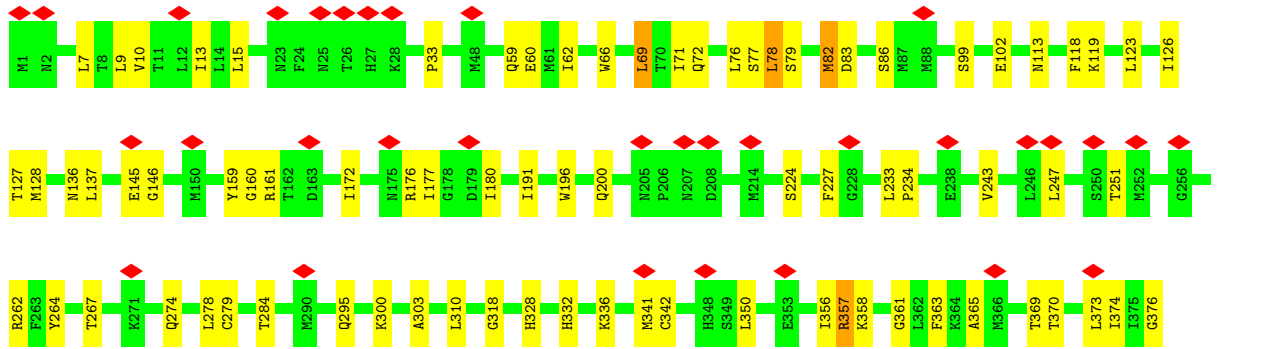 M1 N2 L7 T8 L9 V10 T11 L12 I13 L14 L15 N23 F24 N25 T26 H27 K28 P33 M48 Q59 E60 M61 I62 W66 L69 T70 I71 Q72 L76 S77 L78 S79 M82 D83 S86 M87 M88 S99 E102 N113 F118 K119 L123 I126
T127 M128 N136 L137 E145 G146 M150 Y159 G160 R161 T162 D163 I172 N175 R176 I177 G178 D179 I180 I191 W196 Q200 N205 P206 N207 D208 M214 S224 F227 G228 L233 P234 E238 V243 L246 L247 S250 T251 M252 G256
R262 F263 Y264 T267 K271 Q274 L278 C279 T284 M290 Q295 K300 A303 L310 G318 H328 H332 K336 M341 C342 H348 S349 L350 E353 I356 R357 K358 G361 L362 F363 K364 A365 M366 T369 T370 L373 I374 I375 G376